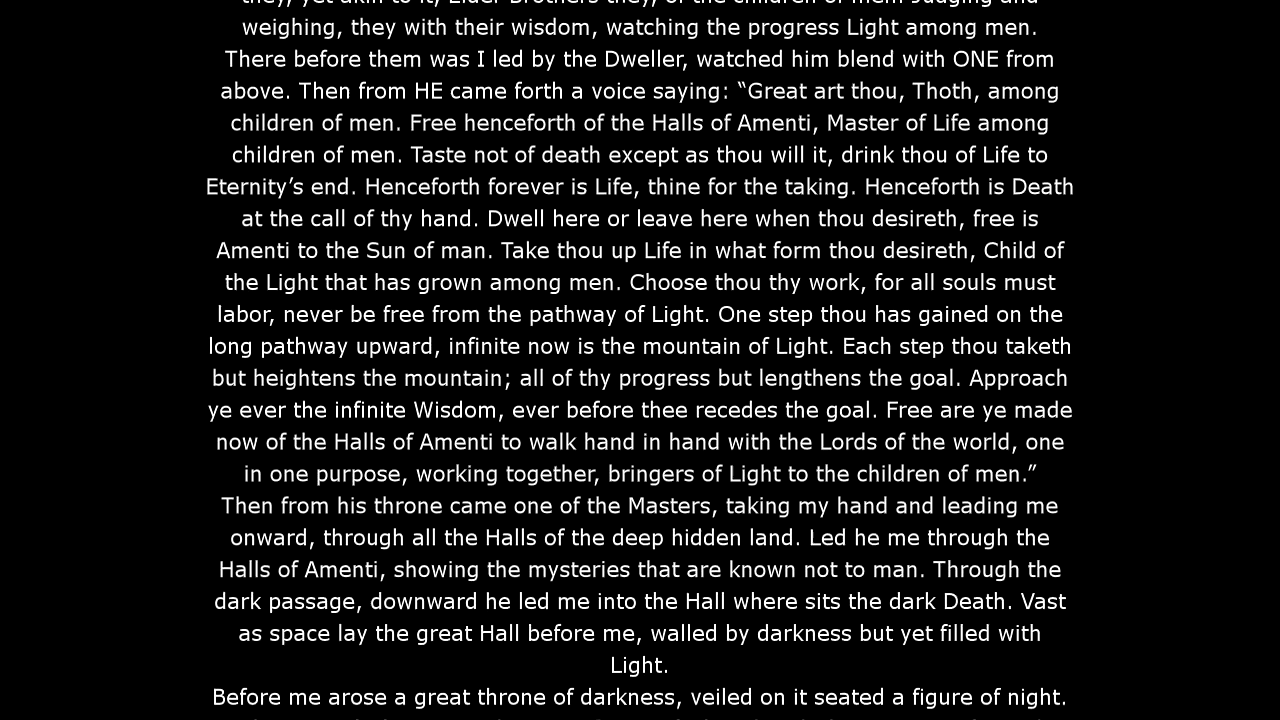 they, yet akin to it, Elder Brothers they, of the children of men. Judging and
weighing, they with their wisdom, watching the progress Light among men.
There before them was I led by the Dweller, watched him blend with ONE from
above. Then from HE came forth a voice saying: “Great art thou, Thoth, among
children of men. Free henceforth of the Halls of Amenti, Master of Life among
children of men. Taste not of death except as thou will it, drink thou of Life to
Eternity’s end. Henceforth forever is Life, thine for the taking. Henceforth is Death
at the call of thy hand. Dwell here or leave here when thou desireth, free is
Amenti to the Sun of man. Take thou up Life in what form thou desireth, Child of
the Light that has grown among men. Choose thou thy work, for all souls must
labor, never be free from the pathway of Light. One step thou has gained on the
long pathway upward, infinite now is the mountain of Light. Each step thou taketh
but heightens the mountain; all of thy progress but lengthens the goal. Approach
ye ever the infinite Wisdom, ever before thee recedes the goal. Free are ye made
now of the Halls of Amenti to walk hand in hand with the Lords of the world, one
in one purpose, working together, bringers of Light to the children of men.”
Then from his throne came one of the Masters, taking my hand and leading me
onward, through all the Halls of the deep hidden land. Led he me through the
Halls of Amenti, showing the mysteries that are known not to man. Through the
dark passage, downward he led me into the Hall where sits the dark Death. Vast
as space lay the great Hall before me, walled by darkness but yet filled with
Light.
Before me arose a great throne of darkness, veiled on it seated a figure of night.